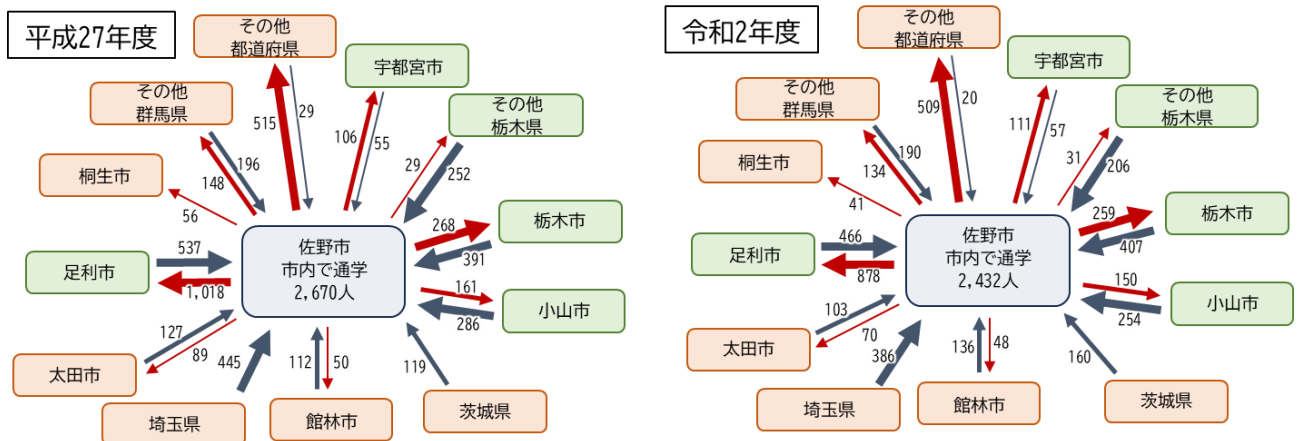 平成27年度
その他
都道府県
宇都宮市
その他
群馬県
その他
栃木県
29
515
106
55
196
148
29
252
桐生市
56
268
栃木市
391
佐野市
市内で通学
2,670人
足利市
537
1,018
161
小山市
286
127
89
445
112
50
119
太田市
埼玉県
館林市
茨城県
令和2年度
その他
都道府県
宇都宮市
その他
群馬県
その他
栃木県
20
509
111
57
190
134
31
206
桐生市
41
259
栃木市
407
佐野市
市内で通学
2,432人
足利市
466
878
150
小山市
254
103
70
386
136
48
160
太田市
埼玉県
館林市
茨城県